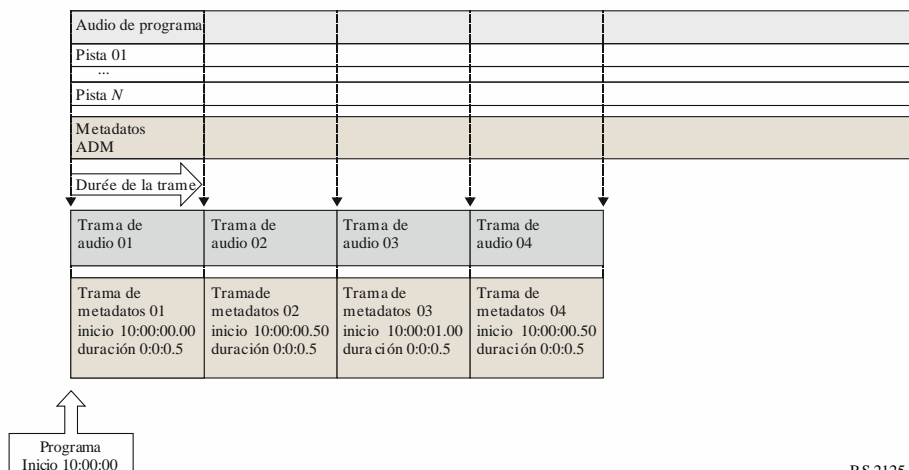 Audio de programa
Pista 01
...
Pista N
Metadatos
ADM
Durée de la trame
Trama de
audio 01
Trama de
audio 02
Trama de
audio 03
Trama de
audio 04
Trama de
metadatos 01
inicio 10:00:00.00
duración 0:0:0.5
Tramade
metadatos 02
inicio 10:00:00.50
duración 0:0:0.5
Trama de
metadatos 03
inicio 10:00:01.00
duración 0:0:0.5
Trama de
metadatos 04
inicio 10:00:00.50
duración 0:0:0.5
Programa
Inicio 10:00:00
BS.2125